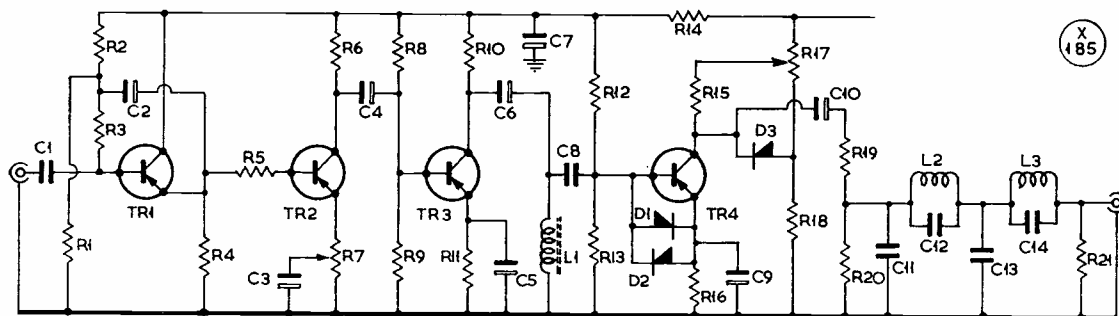 R2
R6
R8
R10
C7
R14
R17
X
185
C2
C4
C6
R12
R15
C10
R3
D3
C1
R5
C8
R19
L2
L3
TR1
TR2
TR3
TR4
D1
R18
C12
C14
R1
R4
C3
R7
R9
R11
C5
L1
R13
D2
R16
C9
R20
C11
C13
R21